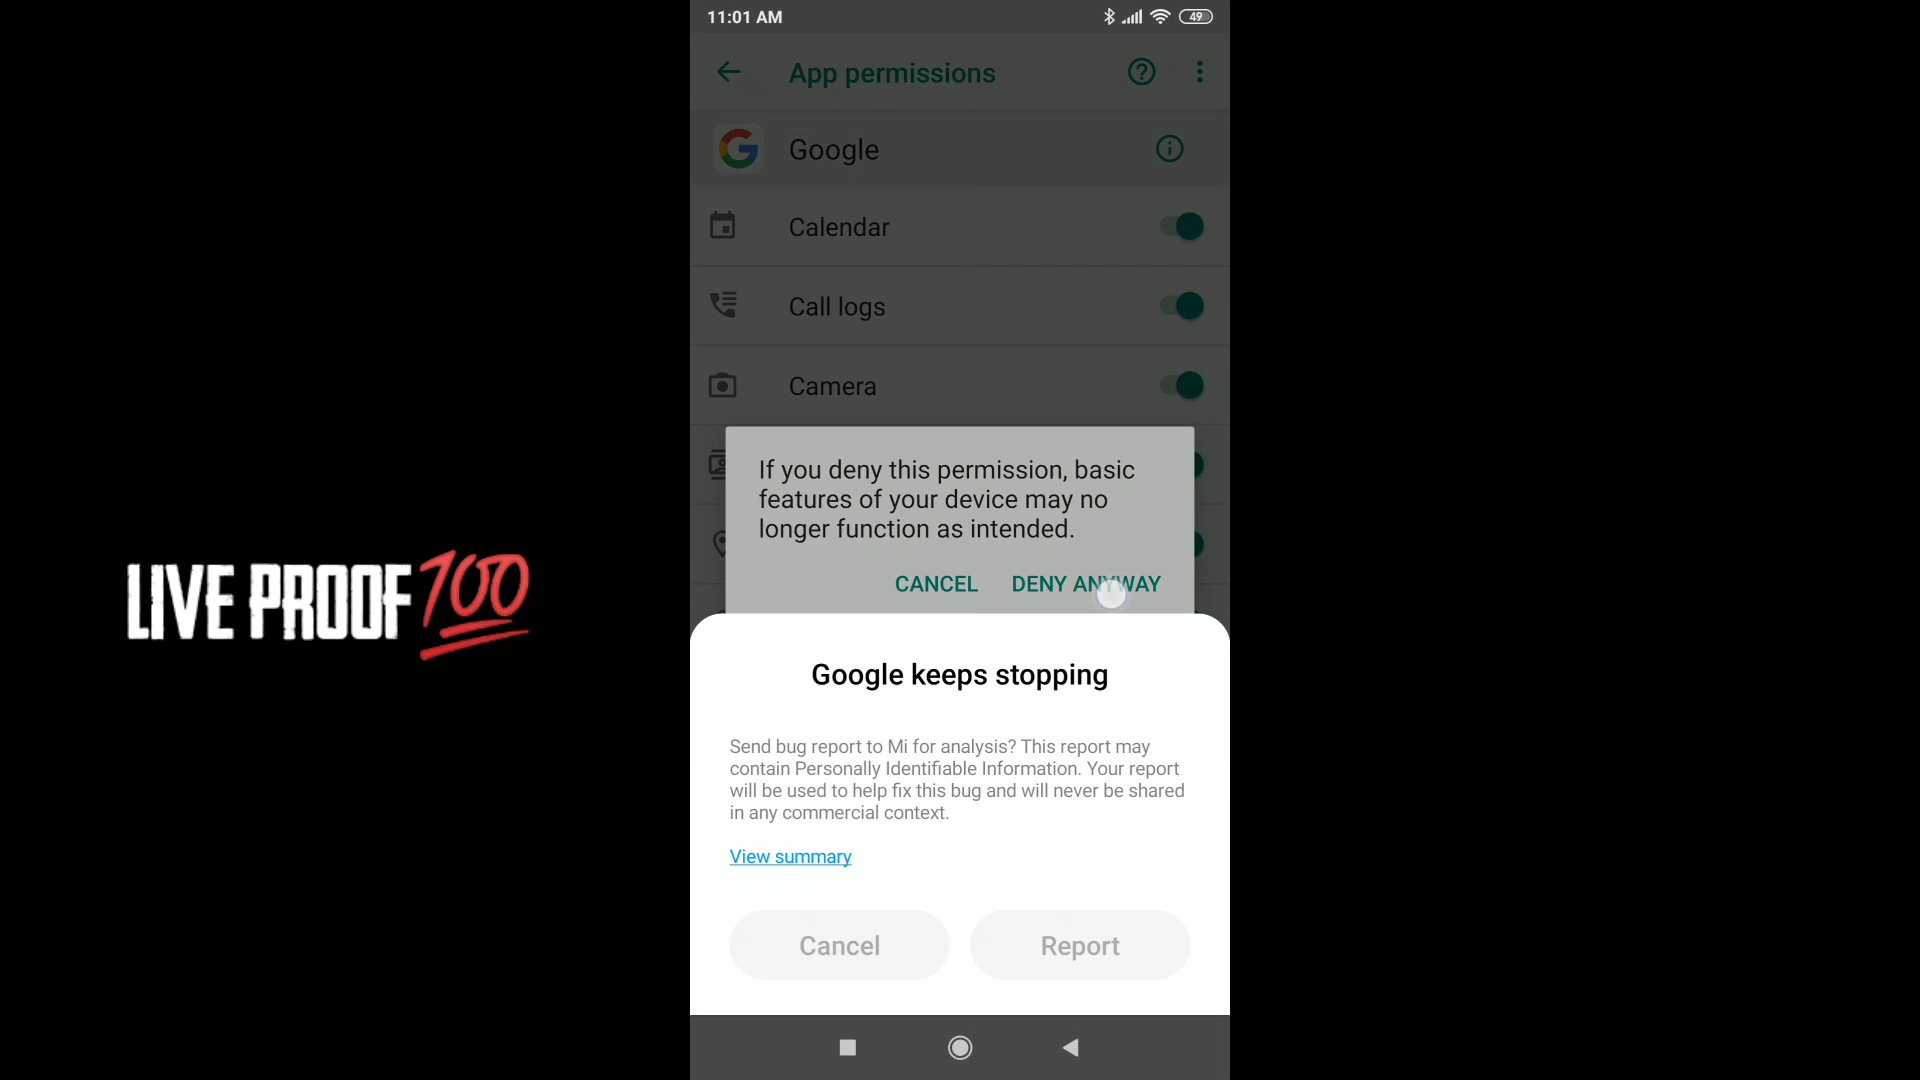 11:01 AM
49
App permissions
Google
Calendar
Call logs
Camera
If you deny this permission, basic
features of your device may no
longer function as intended.
CANCEL DENY ANYWAY
LIVE PROOF 100
Google keeps stopping
Send bug report to Mi for analysis? This report may
contain Personally Identifiable Information. Your report
will be used to help fix this bug and will never be shared
in any commercial context.
View summary
Cancel Report